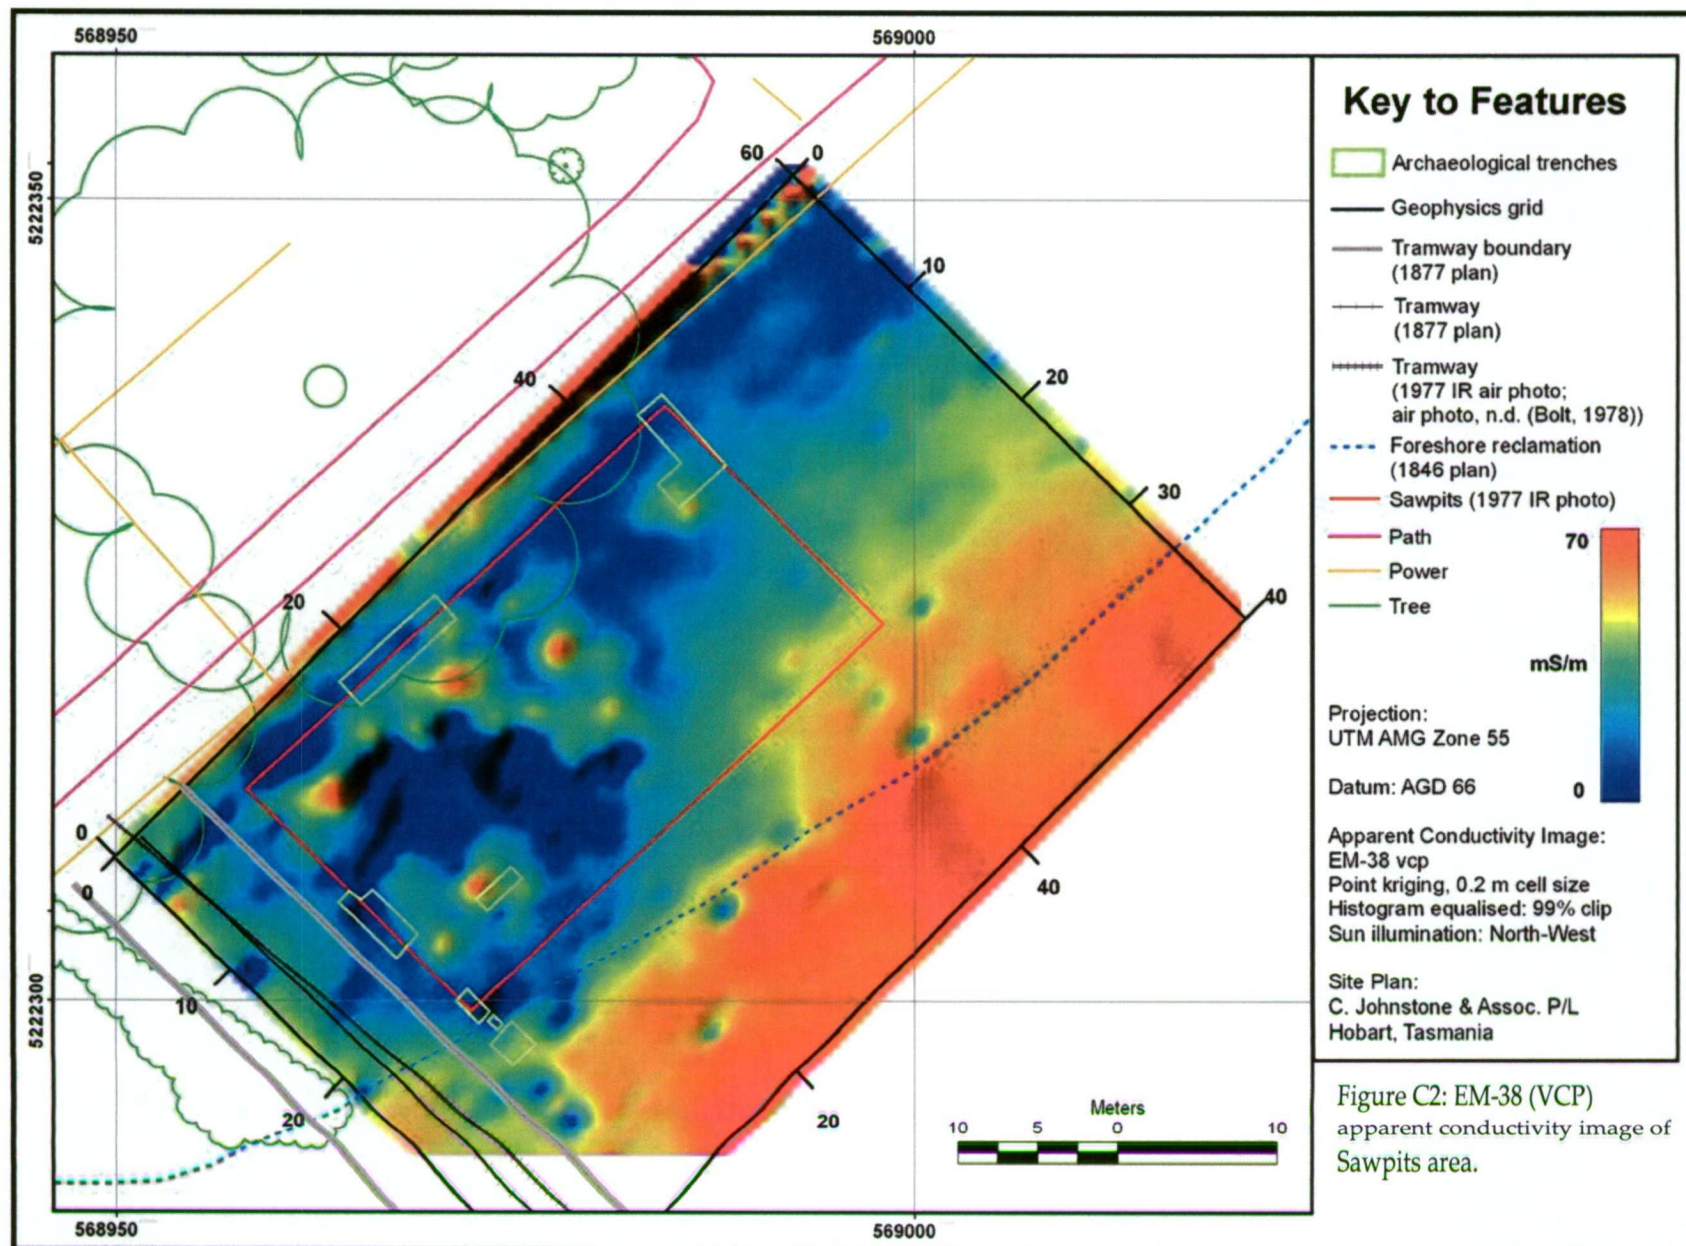 568950
569000
5222350
5222300
60
0
10
20
30
40
40
20
0
0
10
20
20
40
Meters
10 5 0 10
568950
569000
Key to Features
Archaeological trenches
Geophysics grid
Tramway boundary
(1877 plan)
Tramway
(1877 plan)
Tramway
(1977 IR air photo;
air photo, n.d. (Bolt, 1978))
Foreshore reclamation
(1846 plan)
Sawpits (1977 IR photo)
Path
Power
Tree
70
mS/m
0
Projection:
UTM AMG Zone 55
Datum: AGD 66
Apparent Conductivity Image:
EM-38 vcp
Point kriging, 0.2 m cell size
Histogram equalised: 99% clip
Sun illumination: North-West
Site Plan:
C. Johnstone & Assoc. P/L
Hobart, Tasmania
Figure C2: EM-38 (VCP)
apparent conductivity image of
Sawpits area.